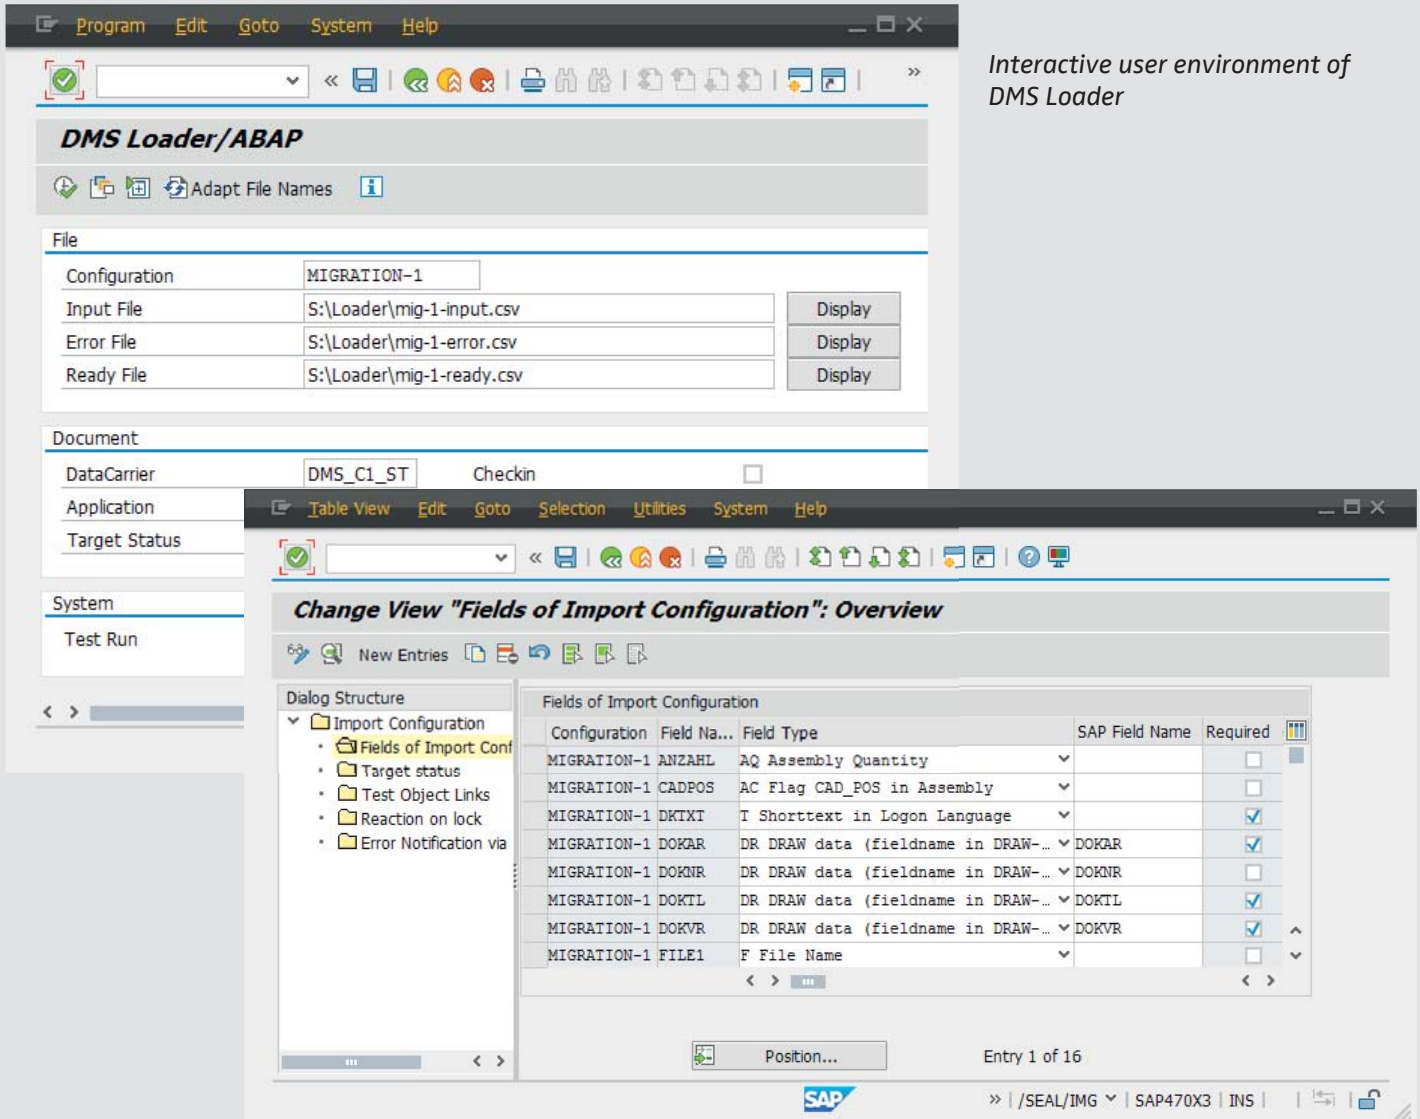 Program Edit Goto System Help
Interactive user environment of
DMS Loader
DMS Loader/ABAP
Adapt File Names
File
Configuration MIGRATION-1
Input File S:\Loader\mig-1-input.csv Display
Error File S:\Loader\mig-1-error.csv Display
Ready File S:\Loader\mig-1-ready.csv Display
Document
DataCarrier DMS_C1_ST Checkin
Application
Target Status
System
Test Run
Table View Edit Goto Selection Utilities System Help
Change View "Fields of Import Configuration": Overview
New Entries
Dialog Structure
Import Configuration
Fields of Import Conf
Target status
Test Object Links
Reaction on lock
Error Notification via
Fields of Import Configuration
Configuration Field Na... Field Type SAP Field Name Required
MIGRATION-1 ANZAHL AQ Assembly Quantity
MIGRATION-1 CADPOS AC Flag CAD_POS in Assembly
MIGRATION-1 DKTXT T Shorttext in Logon Language
MIGRATION-1 DOKAR DR DRAW data (fieldname in DRAW-… DOKAR
MIGRATION-1 DOKNR DR DRAW data (fieldname in DRAW-… DOKNR
MIGRATION-1 DOKTL DR DRAW data (fieldname in DRAW-… DOKTL
MIGRATION-1 DOKVR DR DRAW data (fieldname in DRAW-… DOKVR
MIGRATION-1 FILE1 F File Name
Position... Entry 1 of 16
SAP » | /SEAL/IMG | SAP470X3 | INS